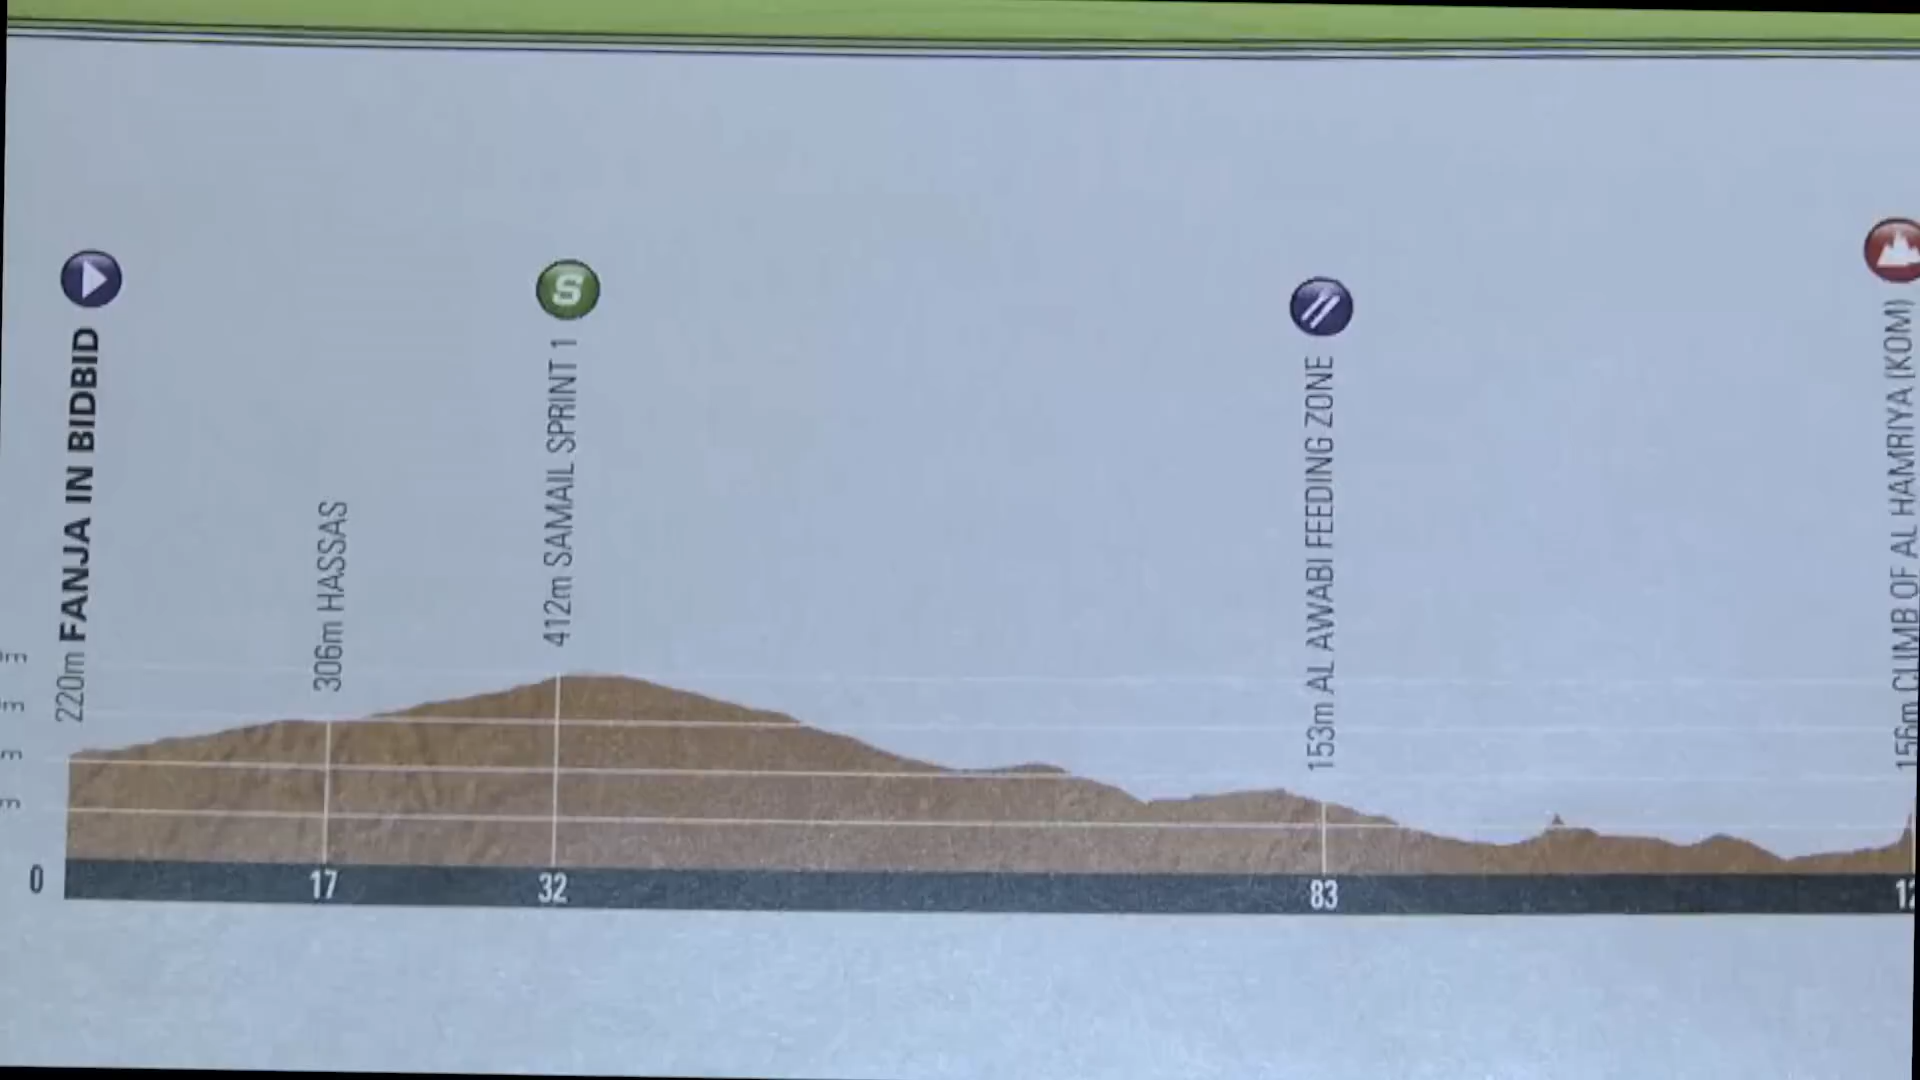 220m FANJA IN BIDBID
306m HASSAS
412m SAMAIL SPRINT 1
S
153m AL AWABI FEEDING ZONE
156m CLIMB OF AL HAMRIYA (KOM)
m
m
m
m
0
17
32
83